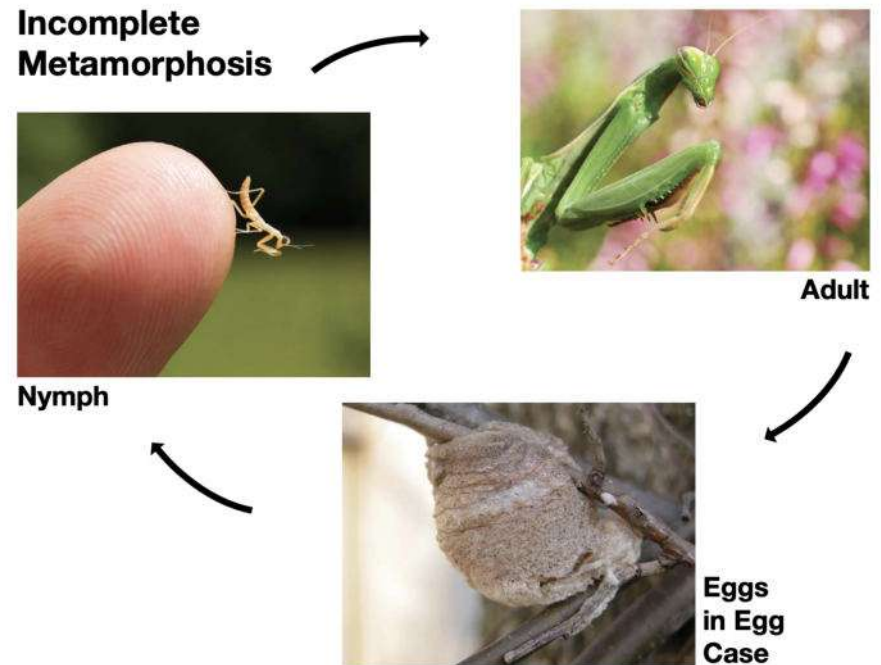 Incomplete
Metamorphosis
Adult
Nymph
Eggs
in Egg
Case